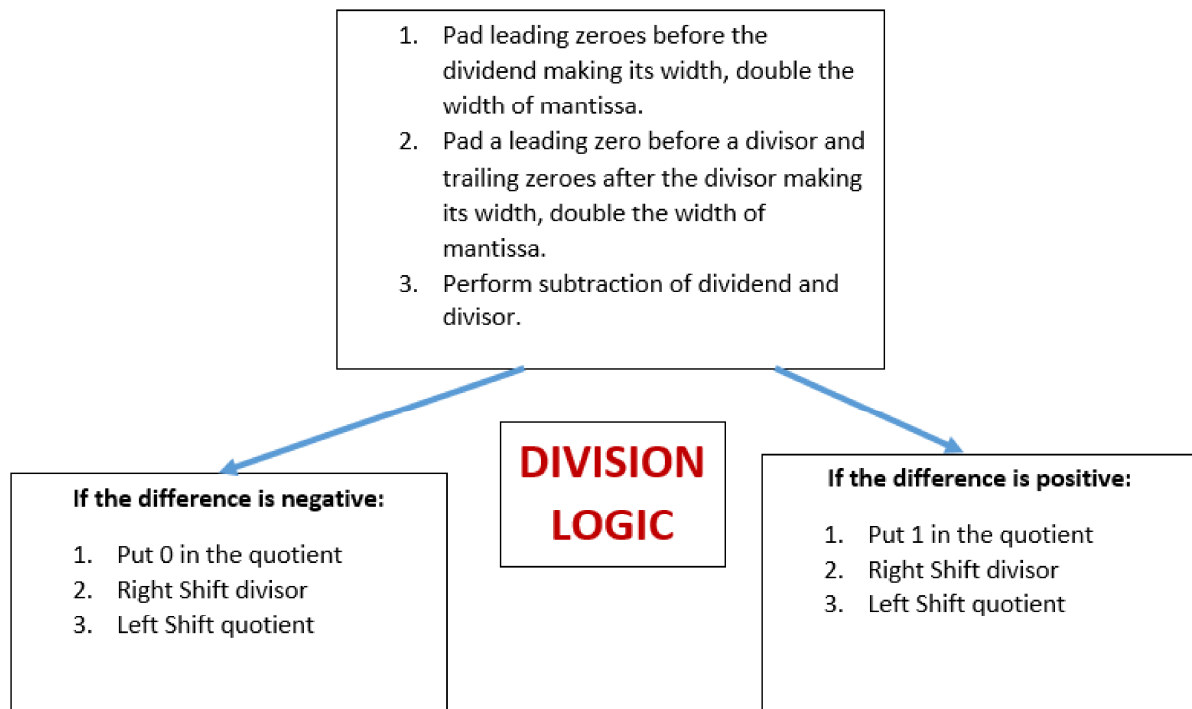 1. Pad leading zeroes before the
dividend making its width, double the
width of mantissa.
2. Pad a leading zero before a divisor and
trailing zeroes after the divisor making
its width, double the width of
mantissa.
3. Perform subtraction of dividend and
divisor.
DIVISION
LOGIC
If the difference is negative:
1. Put 0 in the quotient
2. Right Shift divisor
3. Left Shift quotient
If the difference is positive:
1. Put 1 in the quotient
2. Right Shift divisor
3. Left Shift quotient